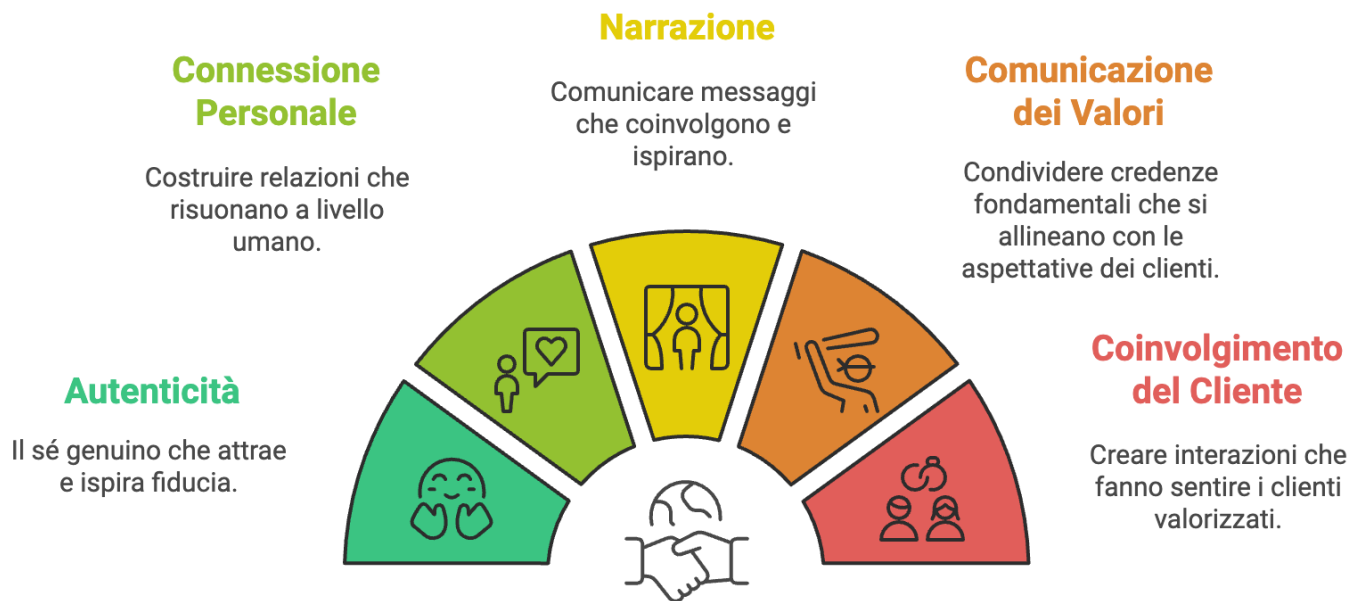 Autenticità
Il sé genuino che attrae
e ispira fiducia.
Connessione
Personale
Costruire relazioni che
risuonano a livello
umano.
Narrazione
Comunicare messaggi
che coinvolgono e
ispirano.
Comunicazione
dei Valori
Condividere credenze
fondamentali che si
allineano con le
aspettative dei clienti.
Coinvolgimento
del Cliente
Creare interazioni che
fanno sentire i clienti
valorizzati.